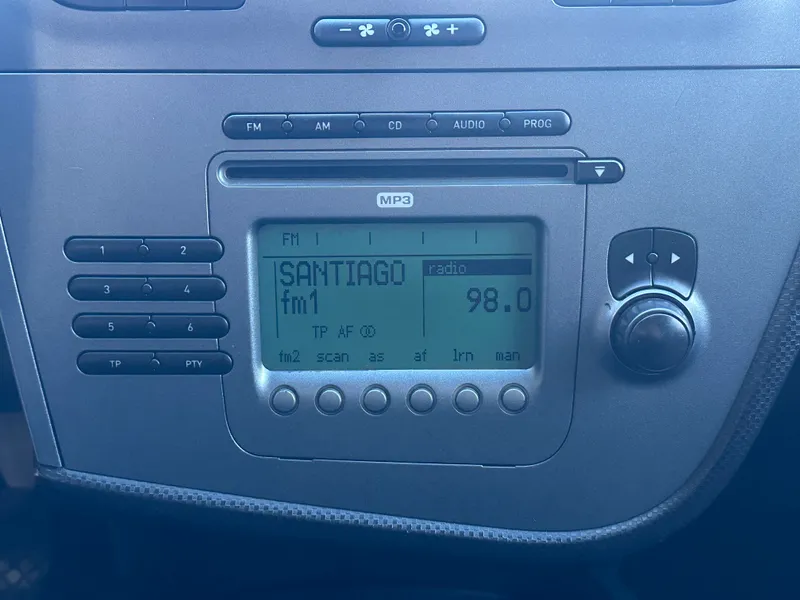 − +
FM AM CD AUDIO PROG
MP3
1 2
3 4
5 6
TP PTY
FM
SANTIAGO radio
fm1 98.0
TP AF
fm2 scan as af lrn man